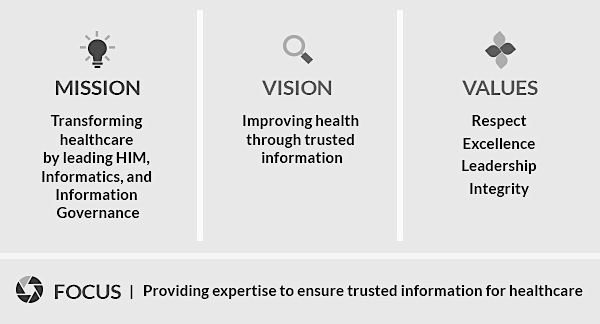 MISSION
Transforming
healthcare
by leading HIM,
Informatics, and
Information
Governance
VISION
Improving health
through trusted
information
VALUES
Respect
Excellence
Leadership
Integrity
FOCUS | Providing expertise to ensure trusted information for healthcare